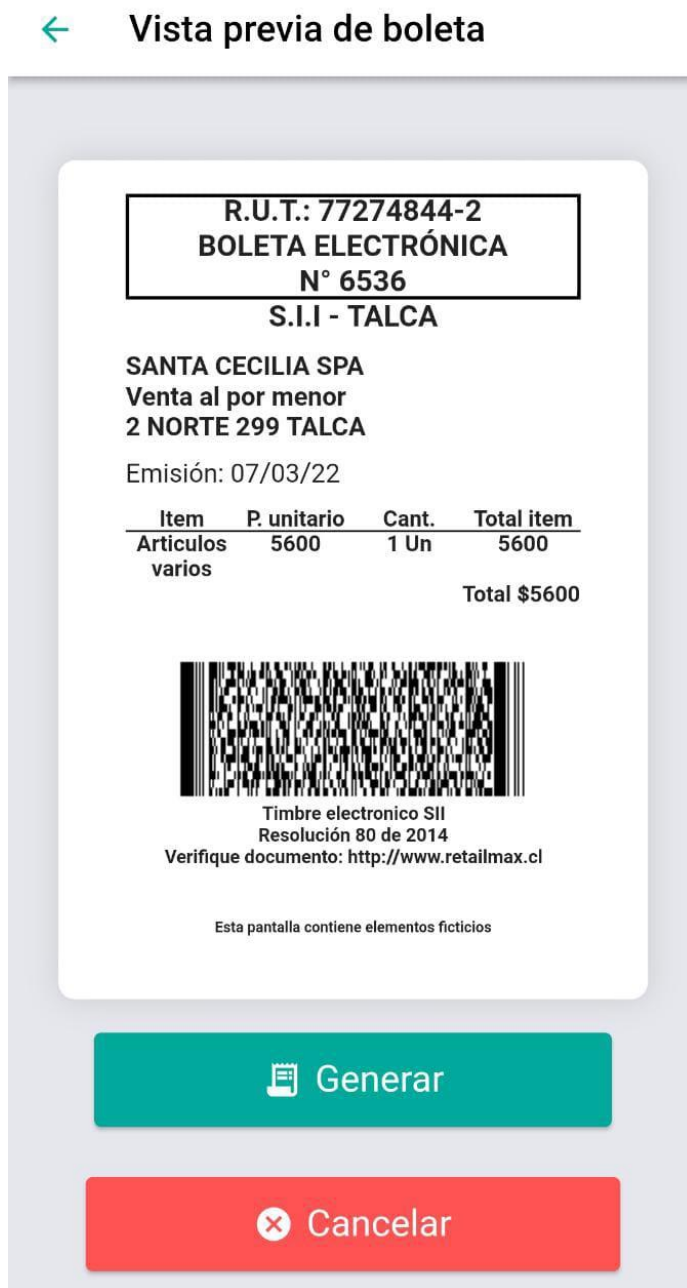 Vista previa de boleta
R.U.T.: 77274844-2
BOLETA ELECTRÓNICA
N° 6536
S.I.I - TALCA
SANTA CECILIA SPA
Venta al por menor
2 NORTE 299 TALCA
Emisión: 07/03/22
Item P. unitario Cant. Total item
Articulos 5600 1 Un 5600
varios
Total $5600
Timbre electronico SII
Resolución 80 de 2014
Verifique documento: http://www.retailmax.cl
Esta pantalla contiene elementos ficticios
Generar
Cancelar